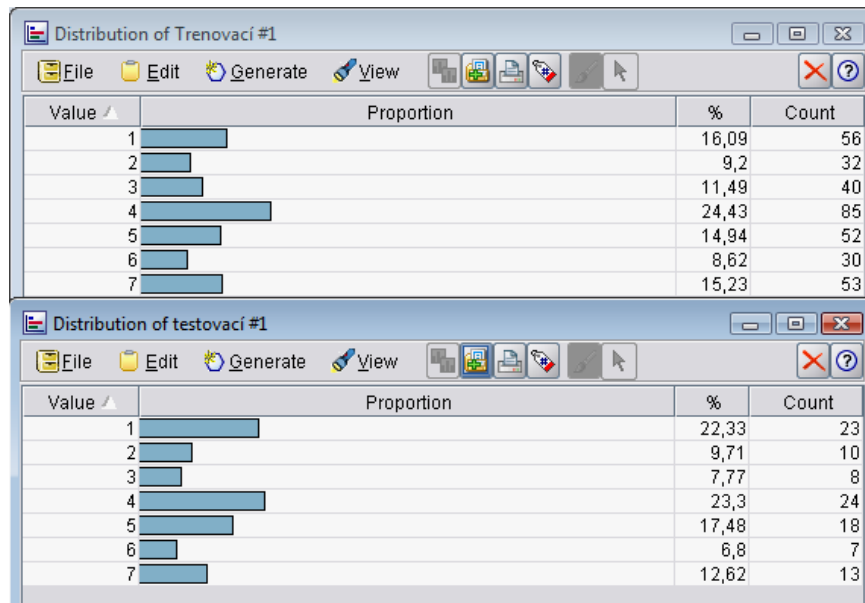 Distribution of Trenovací #1
File Edit Generate View
Value Proportion % Count
1 16,09 56
2 9,2 32
3 11,49 40
4 24,43 85
5 14,94 52
6 8,62 30
7 15,23 53
Distribution of testovací #1
File Edit Generate View
Value Proportion % Count
1 22,33 23
2 9,71 10
3 7,77 8
4 23,3 24
5 17,48 18
6 6,8 7
7 12,62 13